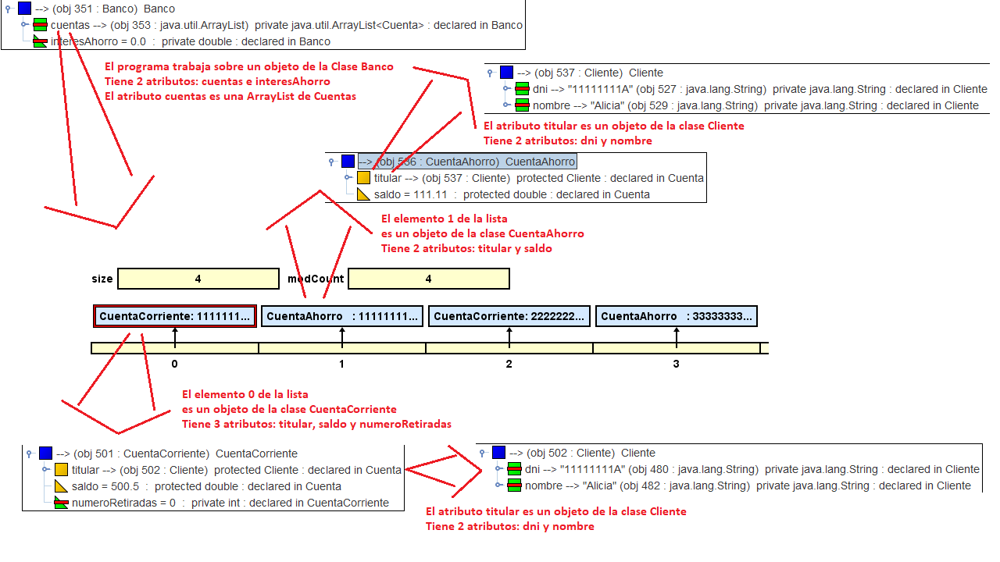 --> (obj 351 : Banco)  Banco
cuentas --> (obj 353 : java.util.ArrayList)  private java.util.ArrayList<Cuenta> : declared in Banco
interesAhorro = 0.0  :  private double : declared in Banco
El programa trabaja sobre un objeto de la Clase Banco
Tiene 2 atributos: cuentas e interesAhorro
El atributo cuentas es una ArrayList de Cuentas
--> (obj 537 : Cliente)  Cliente
dni --> "11111111A" (obj 527 : java.lang.String)  private java.lang.String : declared in Cliente
nombre --> "Alicia" (obj 529 : java.lang.String)  private java.lang.String : declared in Cliente
El atributo titular es un objeto de la clase Cliente
Tiene 2 atributos: dni y nombre
--> (obj 536 : CuentaAhorro)  CuentaAhorro
titular --> (obj 537 : Cliente)  protected Cliente : declared in Cuenta
saldo = 111.11  :  protected double : declared in Cuenta
El elemento 1 de la lista
es un objeto de la clase CuentaAhorro
Tiene 2 atributos: titular y saldo
size 4 modCount 4
CuentaCorriente: 1111111... CuentaAhorro   : 11111111... CuentaCorriente: 2222222... CuentaAhorro   : 33333333...
0 1 2 3
El elemento 0 de la lista
es un objeto de la clase CuentaCorriente
Tiene 3 atributos: titular, saldo y numeroRetiradas
--> (obj 501 : CuentaCorriente)  CuentaCorriente
titular --> (obj 502 : Cliente)  protected Cliente : declared in Cuenta
saldo = 500.5  :  protected double : declared in Cuenta
numeroRetiradas = 0  :  private int : declared in CuentaCorriente
--> (obj 502 : Cliente)  Cliente
dni --> "11111111A" (obj 480 : java.lang.String)  private java.lang.String : declared in Cliente
nombre --> "Alicia" (obj 482 : java.lang.String)  private java.lang.String : declared in Cliente
El atributo titular es un objeto de la clase Cliente
Tiene 2 atributos: dni y nombre